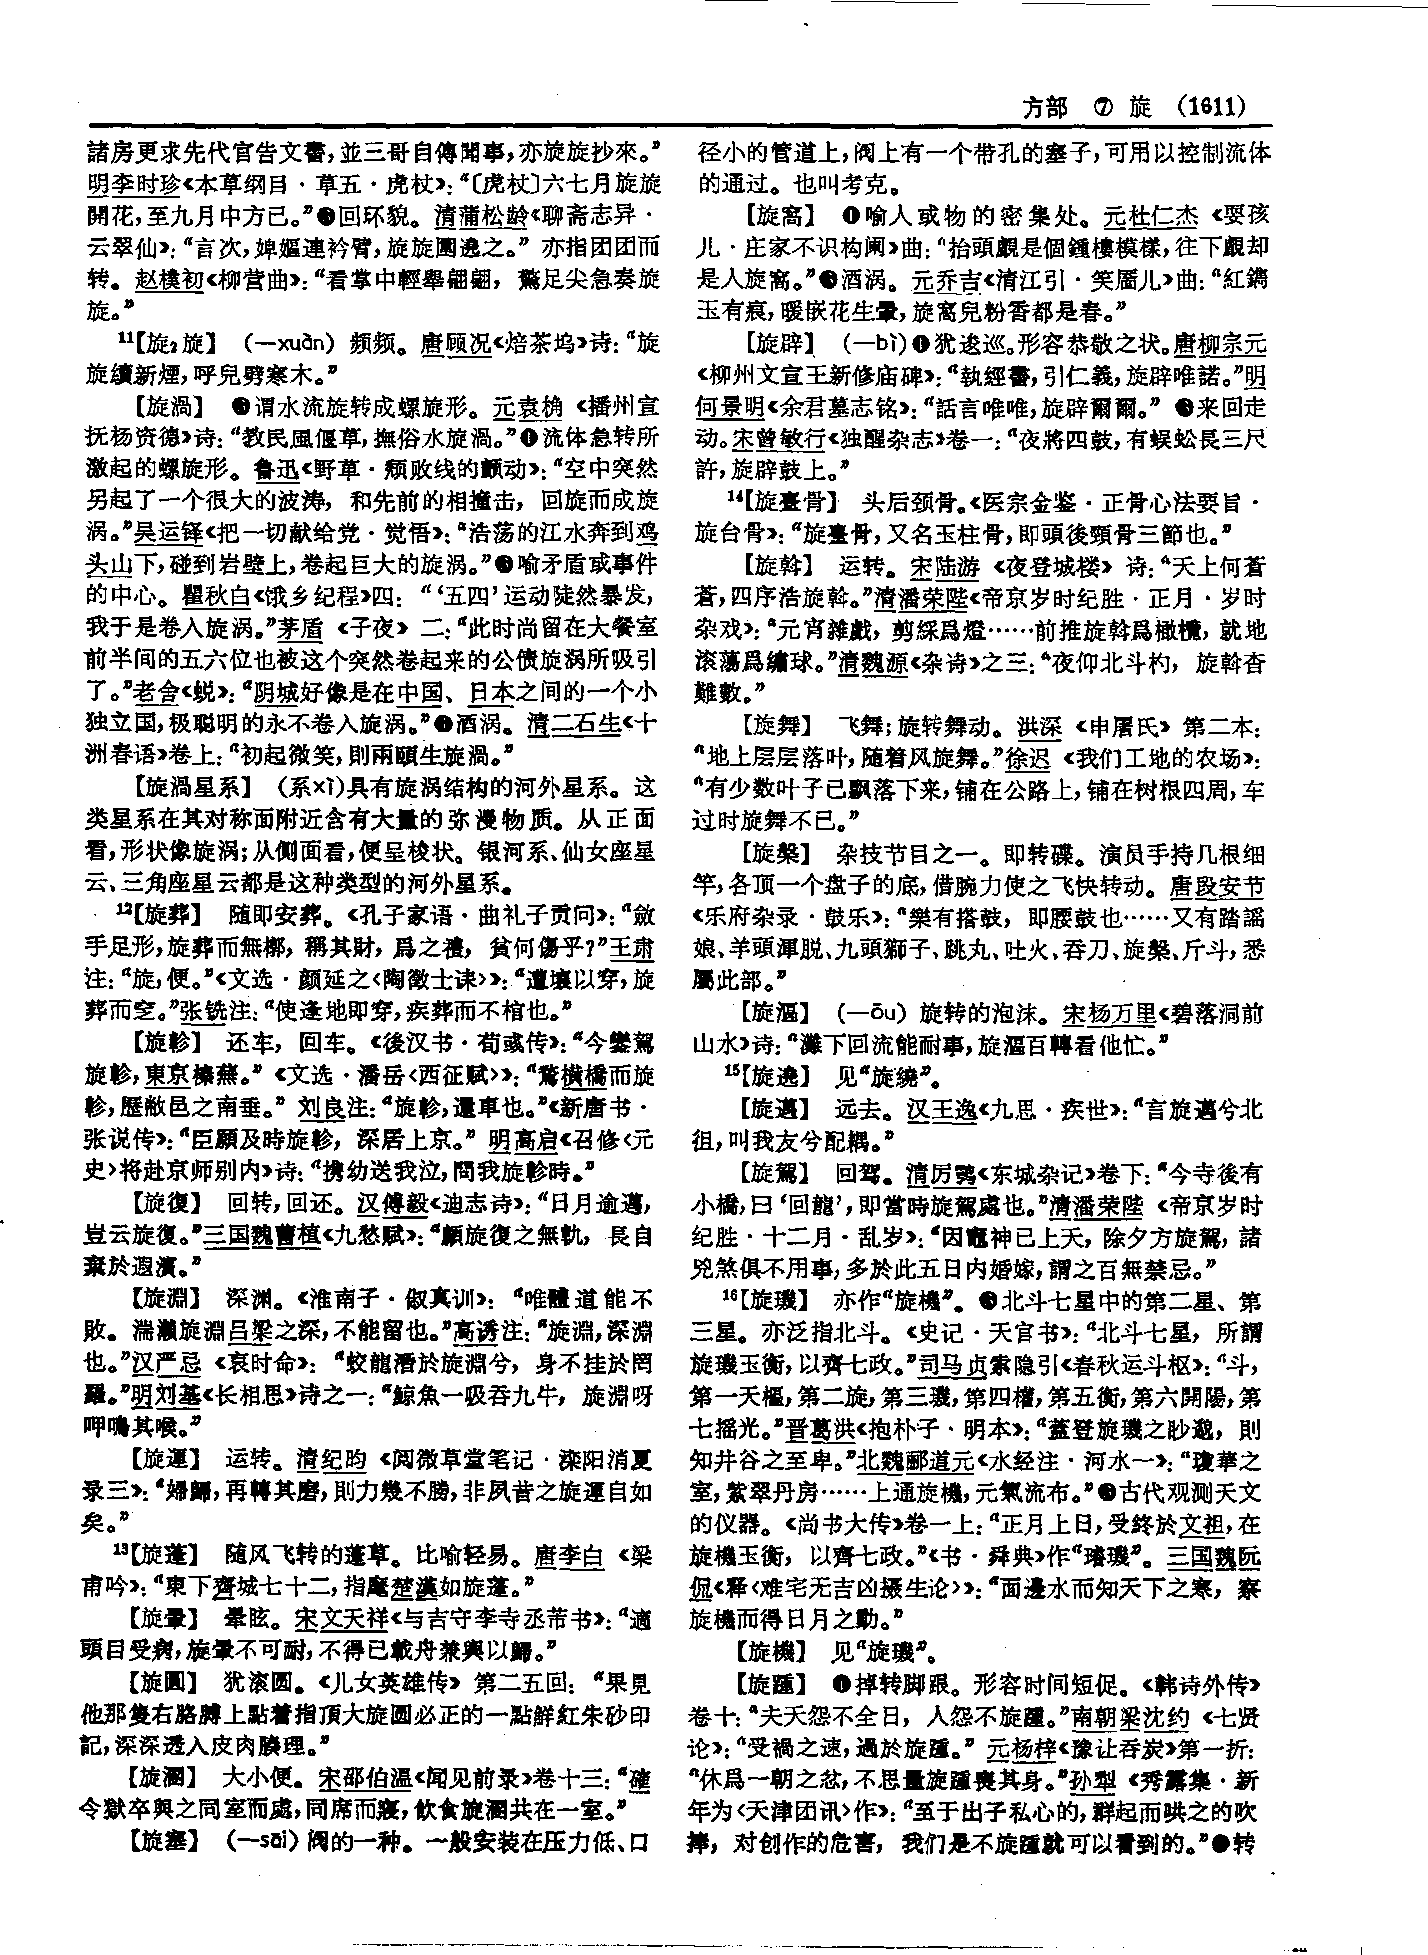 方部 ⑦ 旋 (1611)
諸房更求先代官告文書,並三哥自傳聞事,亦旋旋抄來。”
明李时珍《本草纲目·草五·虎杖》:“〔虎杖〕六七月旋旋
開花,至九月中方已。”回环貌。清蒲松龄《聊斋志异·
云翠仙》:“言次,婢嫗連衿臂,旋旋圍遶之。” 亦指团团而
转。赵樸初《柳营曲》:“看掌中輕舉翩翩,驚足尖急奏旋
旋。”
11【旋₂旋】 (—xuàn) 频频。唐顾况《焙茶坞》诗:“旋
旋續新煙,呼兒劈寒木。”
【旋渦】 谓水流旋转成螺旋形。元袁桷《播州宣
抚杨资德》诗:“教民風偃草,撫俗水旋渦。”流体急转所
激起的螺旋形。鲁迅《野草·颓败线的颤动》:“空中突然
另起了一个很大的波涛,和先前的相撞击,回旋而成旋
涡。”吴运铎《把一切献给党·觉悟》:“浩荡的江水奔到鸡
头山下,碰到岩壁上,卷起巨大的旋涡。”喻矛盾或事件
的中心。瞿秋白《饿乡纪程》四:“‘五四’运动陡然暴发,
我于是卷入旋涡。”茅盾《子夜》二:“此时尚留在大餐室
前半间的五六位也被这个突然卷起来的公债旋涡所吸引
了。”老舍《蜕》:“阴城好像是在中国、日本之间的一个小
独立国,极聪明的永不卷入旋涡。”酒涡。清二石生《十
洲春语》卷上:“初起微笑,則兩頤生旋渦。”
【旋渦星系】 (系xì)具有旋涡结构的河外星系。这
类星系在其对称面附近含有大量的弥漫物质。从正面
看,形状像旋涡;从侧面看,便呈梭状。银河系、仙女座星
云、三角座星云都是这种类型的河外星系。
12【旋葬】 随即安葬。《孔子家语·曲礼子贡问》:“斂
手足形,旋葬而無槨,稱其財,爲之禮,貧何傷乎?”王肃
注:“旋,便。”《文选·颜延之〈陶徵士诔〉》:“遭壤以穿,旋
葬而窆。”张铣注:“使逢地即穿,疾葬而不棺也。”
【旋軫】 还车,回车。《後汉书·荀彧传》:“今鑾駕
旋軫,東京榛蕪。”《文选·潘岳〈西征赋〉》:“驚横橋而旋
軫,歷敝邑之南垂。”刘良注:“旋軫,還車也。”《新唐书·
张说传》:“臣願及時旋軫,深居上京。”明高启《召修〈元
史〉将赴京师别内》诗:“携幼送我泣,問我旋軫時。”
【旋復】 回转,回还。汉傅毅《迪志诗》:“日月逾邁,
豈云旋復。”三国魏曹植《九愁赋》:“願旋復之無軌,長自
棄於遐濱。”
【旋淵】 深渊。《淮南子·俶真训》:“唯體道能不
敗。湍瀨旋淵吕梁之深,不能留也。”高诱注:“旋淵,深淵
也。”汉严忌《哀时命》:“蛟龍潛於旋淵兮,身不挂於罔
羅。”明刘基《长相思》诗之一:“鯨魚一吸吞九牛,旋淵呀
呷鳴其喉。”
【旋運】 运转。清纪昀《阅微草堂笔记·滦阳消夏
录三》:“婦歸,再轉其磨,則力幾不勝,非夙昔之旋運自如
矣。”
13【旋蓬】 随风飞转的蓬草。比喻轻易。唐李白《梁
甫吟》:“東下齊城七十二,指麾楚漢如旋蓬。”
【旋暈】 晕眩。宋文天祥《与吉守李寺丞芾书》:“適
頭目受病,旋暈不可耐,不得已載舟兼輿以歸。”
【旋圓】 犹滚圆。《儿女英雄传》第二五回:“果見
他那隻右胳膊上點着指頂大旋圓必正的一點鮮紅朱砂印
記,深深透入皮肉腠理。”
【旋溷】 大小便。宋邵伯温《闻见前录》卷十三:“確
令獄卒與之同室而處,同席而寢,飲食旋溷共在一室。”
【旋塞】 (—sāi) 阀的一种。一般安装在压力低、口
径小的管道上,阀上有一个带孔的塞子,可用以控制流体
的通过。也叫考克。
【旋窩】 ❶喻人或物的密集处。元杜仁杰《耍孩
儿·庄家不识构阑》曲:“抬頭覷是個鍾樓模樣,往下覷却
是人旋窩。”酒涡。元乔吉《清江引·笑靥儿》曲:“紅鐫
玉有痕,暖嵌花生暈,旋窩兒粉香都是春。”
【旋辟】 (—bì)❶犹逡巡。形容恭敬之状。唐柳宗元
《柳州文宣王新修庙碑》:“執經書,引仁義,旋辟唯諾。”明
何景明《余君墓志铭》:“話言唯唯,旋辟爾爾。” 来回走
动。宋曾敏行《独醒杂志》卷一:“夜將四鼓,有蜈蚣長三尺
許,旋辟鼓上。”
14【旋臺骨】 头后颈骨。《医宗金鉴·正骨心法要旨·
旋台骨》:“旋臺骨,又名玉柱骨,即頭後頸骨三節也。”
【旋斡】 运转。宋陆游《夜登城楼》诗:“天上何蒼
蒼,四序浩旋斡。”清潘荣陛《帝京岁时纪胜·正月·岁时
杂戏》:“元宵雜戲,剪綵爲燈……前推旋斡爲橄欖,就地
滚蕩爲繡球。”清魏源《杂诗》之三:“夜仰北斗杓,旋斡杳
難數。”
【旋舞】 飞舞;旋转舞动。洪深《申屠氏》第二本:
“地上层层落叶,随着风旋舞。”徐迟《我们工地的农场》:
“有少数叶子已飘落下来,铺在公路上,铺在树根四周,车
过时旋舞不已。”
【旋槃】 杂技节目之一。即转碟。演员手持几根细
竿,各顶一个盘子的底,借腕力使之飞快转动。唐段安节
《乐府杂录·鼓乐》:“樂有搭鼓,即腰鼓也……又有踏謡
娘、羊頭渾脱、九頭獅子、跳丸、吐火、吞刀、旋槃、斤斗,悉
屬此部。”
【旋漚】 (—ōu) 旋转的泡沫。宋杨万里《碧落洞前
山水》诗:“灘下回流能耐事,旋漚百轉看他忙。”
15【旋遶】 见“旋繞”。
【旋邁】 远去。汉王逸《九思·疾世》:“言旋邁兮北
徂,叫我友兮配耦。”
【旋駕】 回驾。清厉鹗《东城杂记》卷下:“今寺後有
小橋,曰‘回龍’,即當時旋駕處也。”清潘荣陛《帝京岁时
纪胜·十二月·乱岁》:“因竈神已上天,除夕方旋駕,諸
兇煞俱不用事,多於此五日内婚嫁,謂之百無禁忌。”
16【旋璣】 亦作“旋機”。北斗七星中的第二星、第
三星。亦泛指北斗。《史记·天官书》:“北斗七星,所謂
旋璣玉衡,以齊七政。”司马贞索隐引《春秋运斗枢》:“斗,
第一天樞,第二旋,第三璣,第四權,第五衡,第六開陽,第
七摇光。”晋葛洪《抱朴子·明本》:“蓋登旋璣之眇邈,則
知井谷之至卑。”北魏郦道元《水经注·河水一》:“瓊華之
室,紫翠丹房……上通旋機,元氣流布。”古代观测天文
的仪器。《尚书大传》卷一上:“正月上日,受終於文祖,在
旋機玉衡,以齊七政。”《书·舜典》作“璿璣”。三国魏阮
侃《释〈难宅无吉凶摄生论〉》:“面邊水而知天下之寒,察
旋機而得日月之動。”
【旋機】 见“旋璣”。
【旋踵】 ❶掉转脚跟。形容时间短促。《韩诗外传》
卷十:“夫天怨不全日,人怨不旋踵。”南朝梁沈约《七贤
论》:“受禍之速,過於旋踵。”元杨梓《豫让吞炭》第一折:
“休爲一朝之忿,不思量旋踵喪其身。”孙犁《秀露集·新
年为〈天津团讯〉作》:“至于出于私心的,群起而哄之的吹
捧,对创作的危害,我们是不旋踵就可以看到的。”转